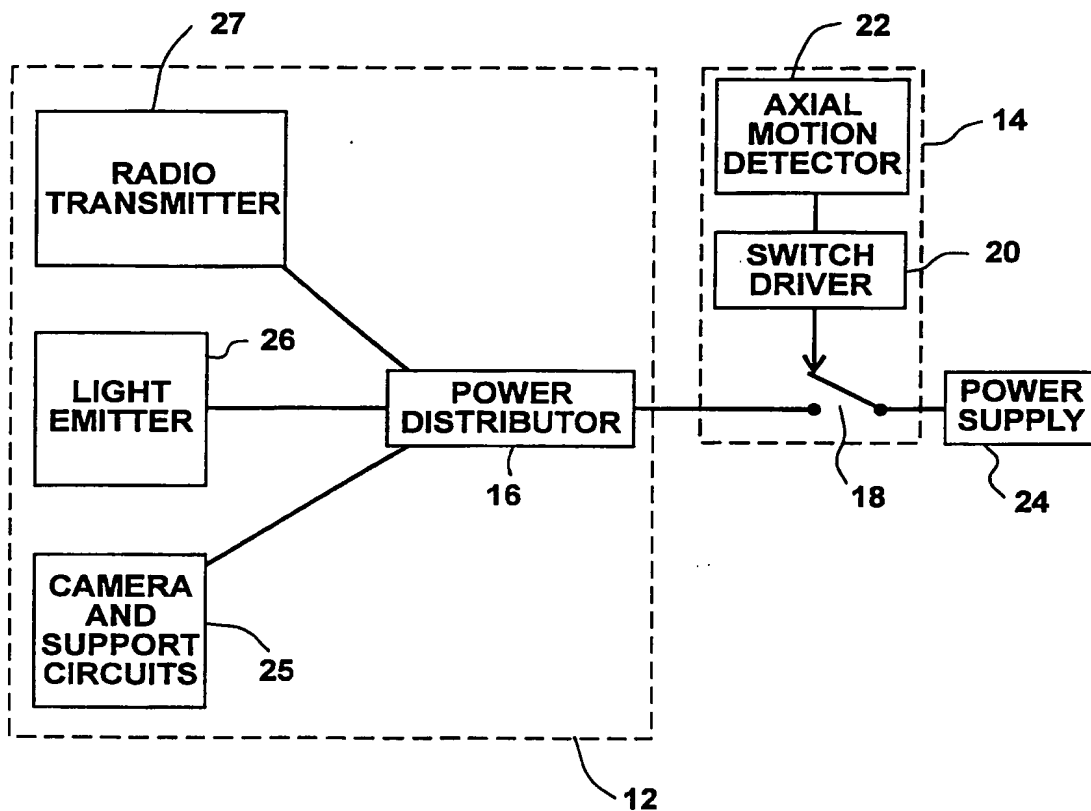 27
22
AXIAL
MOTION
DETECTOR
14
RADIO
TRANSMITTER
SWITCH
DRIVER
20
26
LIGHT
EMITTER
POWER
DISTRIBUTOR
16
18
POWER
SUPPLY
24
CAMERA
AND
SUPPORT
CIRCUITS
25
12